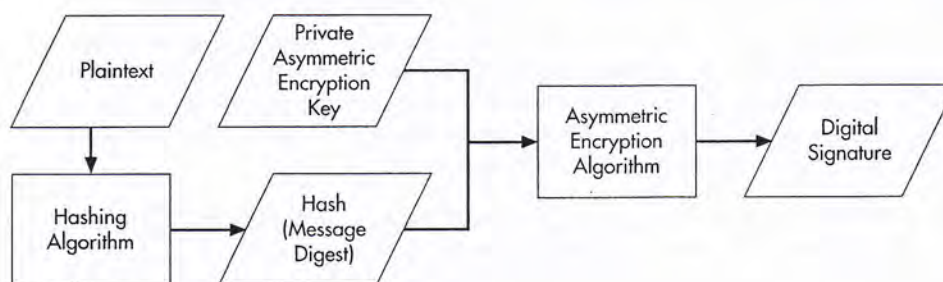 Plaintext
Private
Asymmetric
Encryption
Key
Asymmetric
Encryption
Algorithm
Digital
Signature
Hashing
Algorithm
Hash
(Message
Digest)